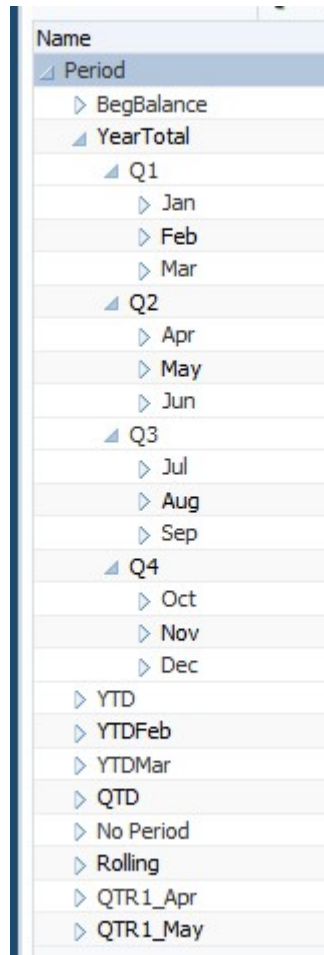 Name
Period
BegBalance
YearTotal
Q1
Jan
Feb
Mar
Q2
Apr
May
Jun
Q3
Jul
Aug
Sep
Q4
Oct
Nov
Dec
YTD
YTDFeb
YTDMar
QTD
No Period
Rolling
QTR1_Apr
QTR1_May